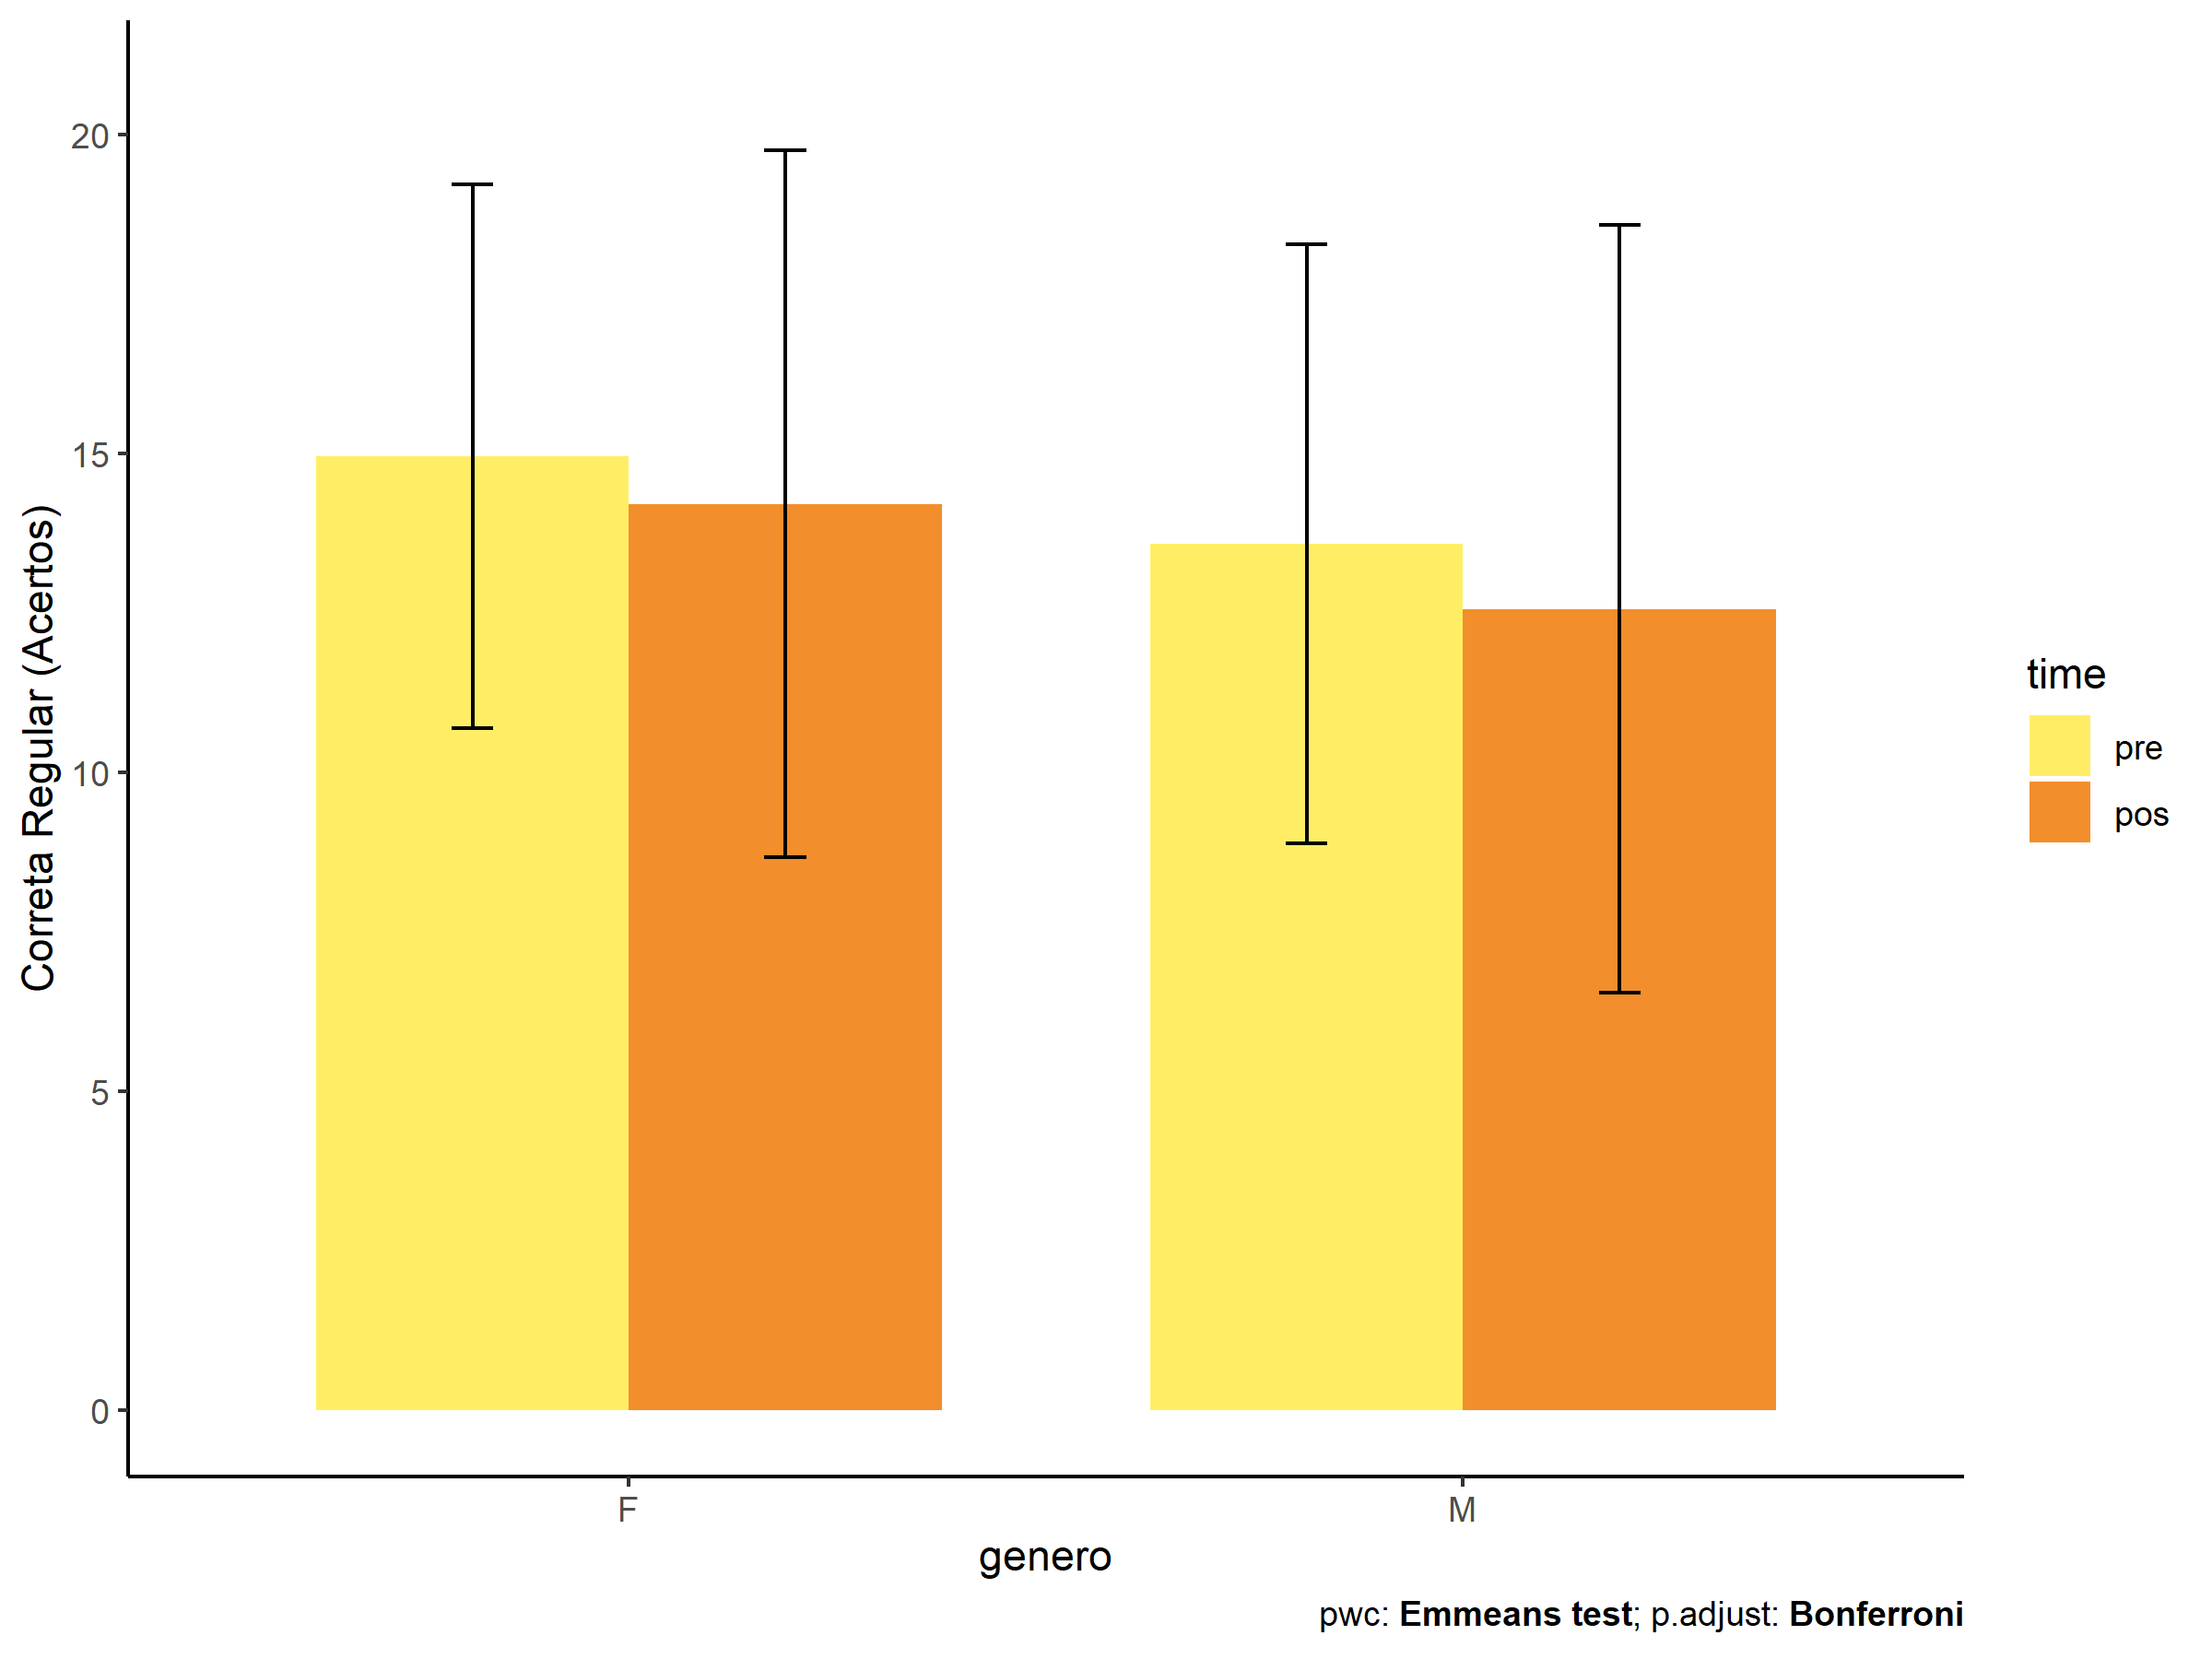 Correta Regular (Acertos)
20
15
10
5
0
F
M
genero
time
pre
pos
pwc: Emmeans test; p.adjust: Bonferroni